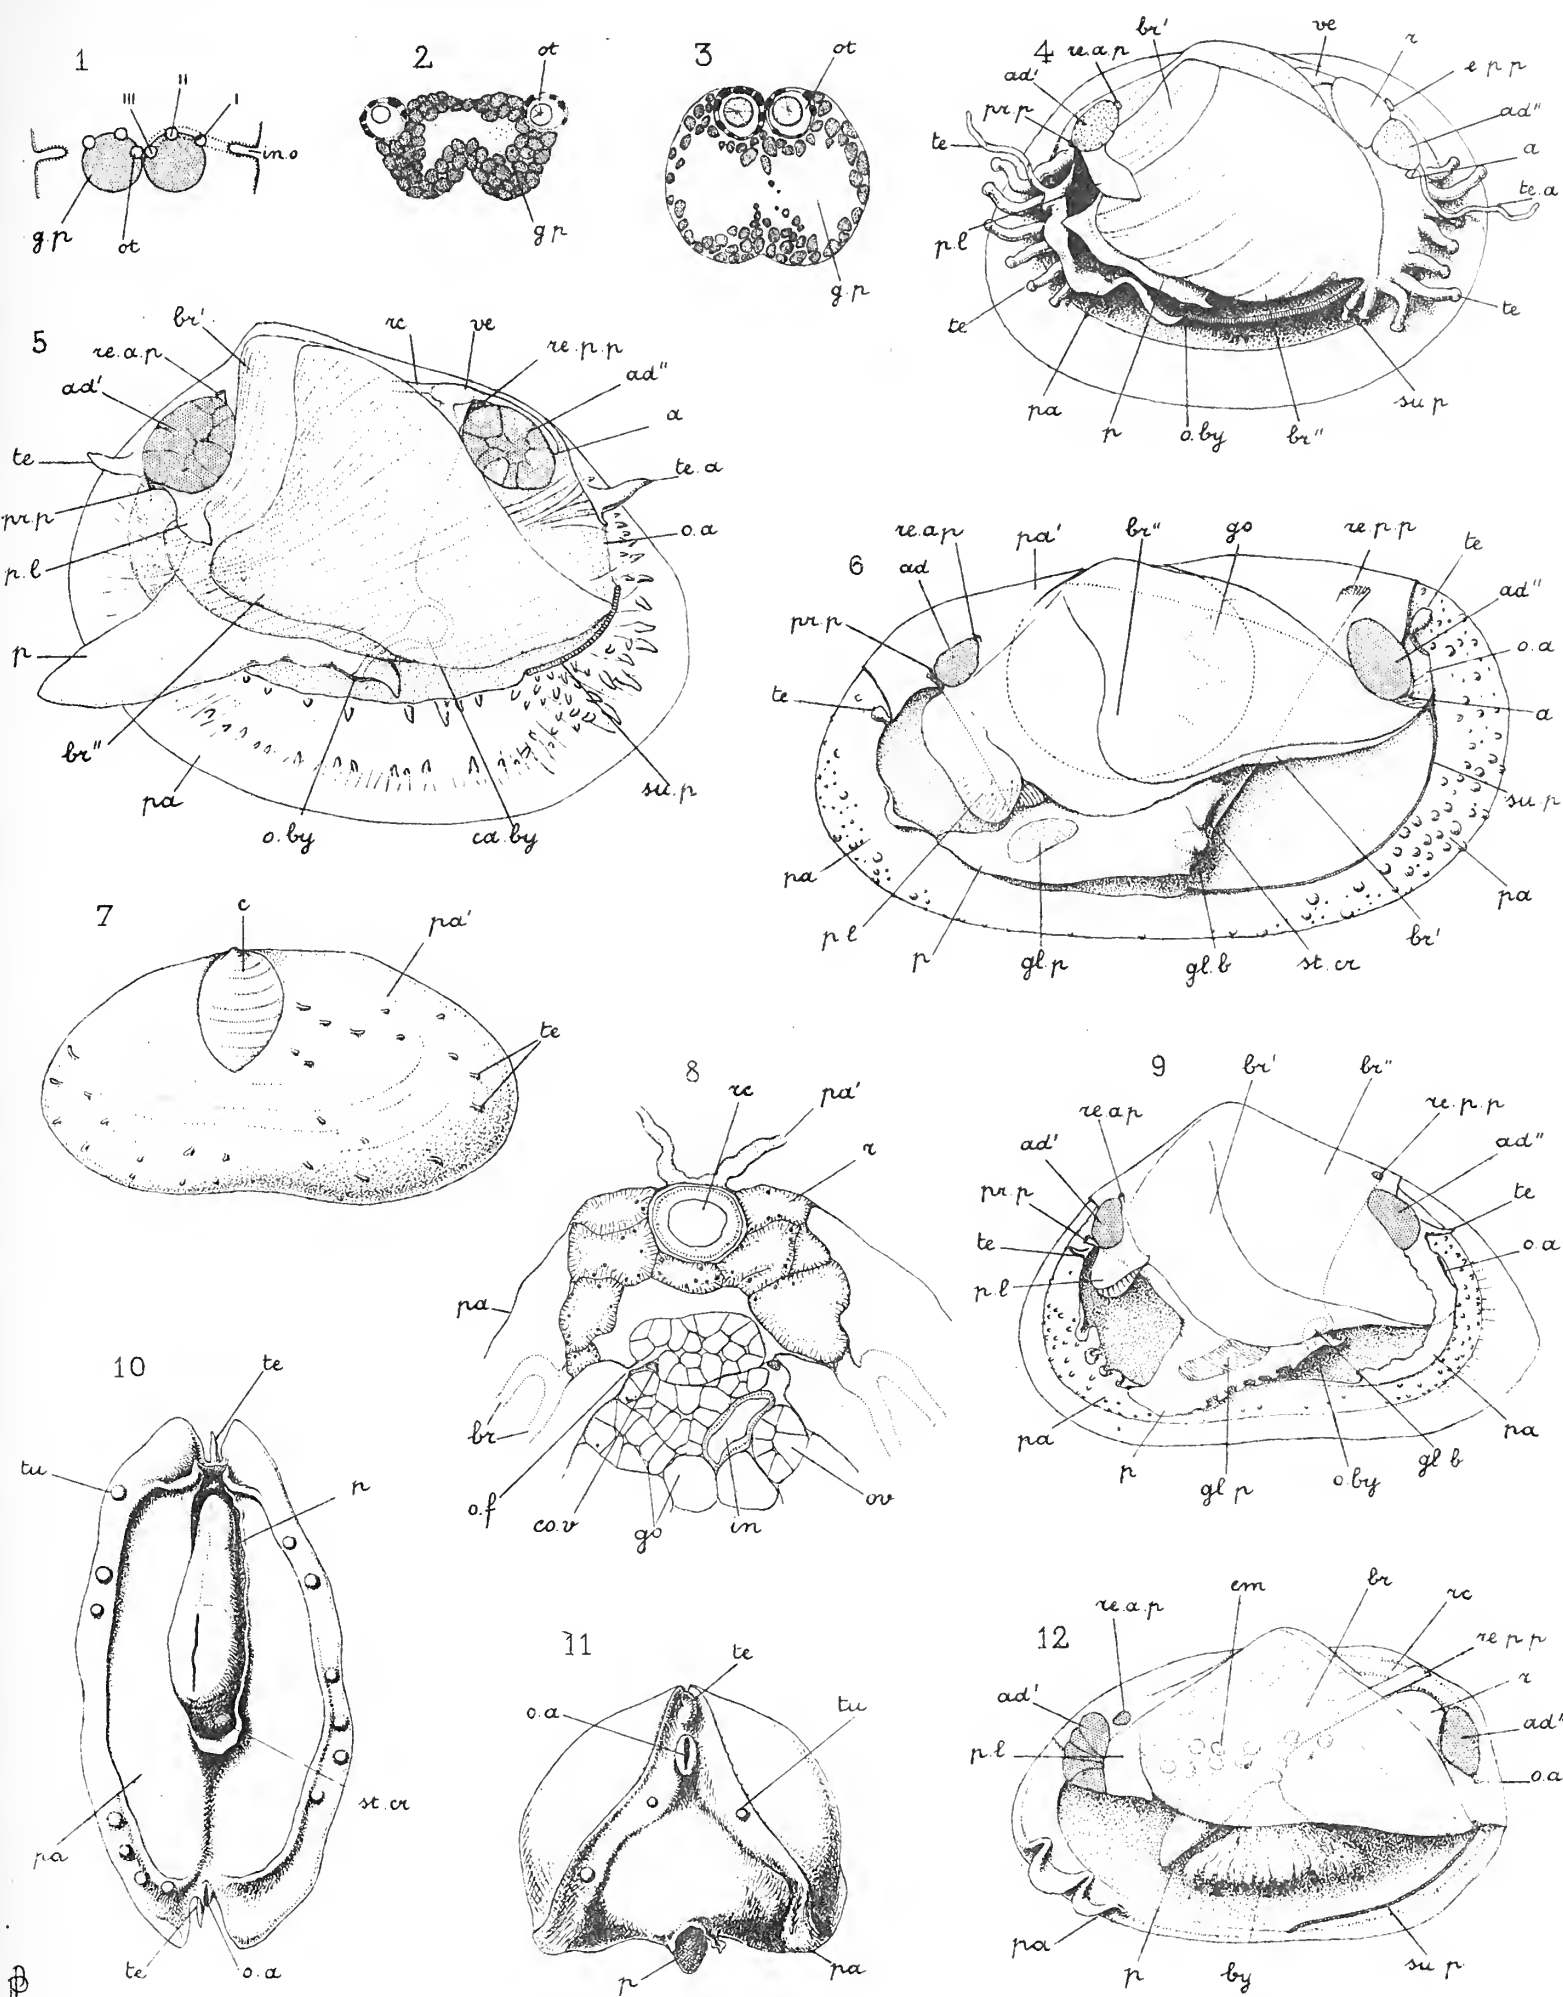 1
III
II
I
in.o
g.p
ot
2
ot
g.p
3
ot
g.p
4
re.a.p
br'
ve
r
e p p
ad'
pr.p
te
ad"
a
te.a
p.l
te
te
pa
p
o.by
br"
su.p
5
br'
rc
ve
re.a.p
re.p.p
ad'
ad"
a
te
te.a
pr.p
o.a
p.l
p
br"
pa
o.by
ca.by
su.p
6
re.a.p
pa'
br"
go
re.p.p
te
ad
ad"
pr.p
o.a
te
c
a
su.p
pa
pa
p l
p
gl.p
gl.b
st.cr
br'
7
c
pa'
te
8
rc
pa'
r
pa
br
o.f
co.v
go
in
ov
9
br'
br"
re.a.p
re.p.p
ad'
ad"
pr.p
te
te
o.a
p.l
pa
p
gl p
o.by
gl b
pa
10
te
tu
p
st.cr
pa
te
o.a
11
te
o.a
tu
p
pa
12
re.a.p
em
br
rc
re p p
ad'
r
ad"
p.l
o.a
pa
p
by
su p